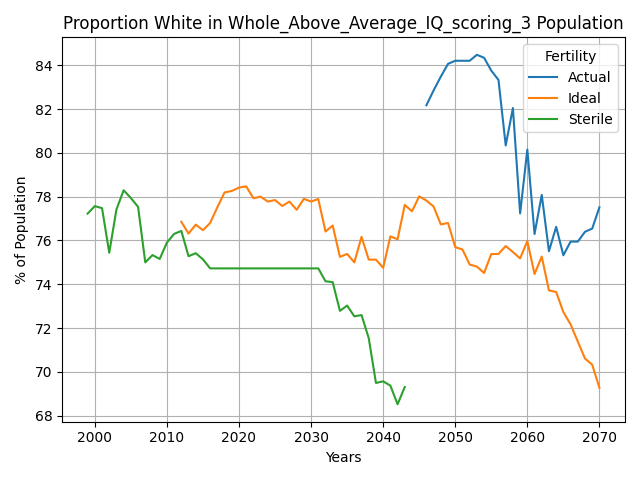 Proportion White in Whole_Above_Average_IQ_scoring_3 Population
Fertility
Actual
Ideal
Sterile
% of Population
84
82
80
78
76
74
72
70
68
2000 2010 2020 2030 2040 2050 2060 2070
Years